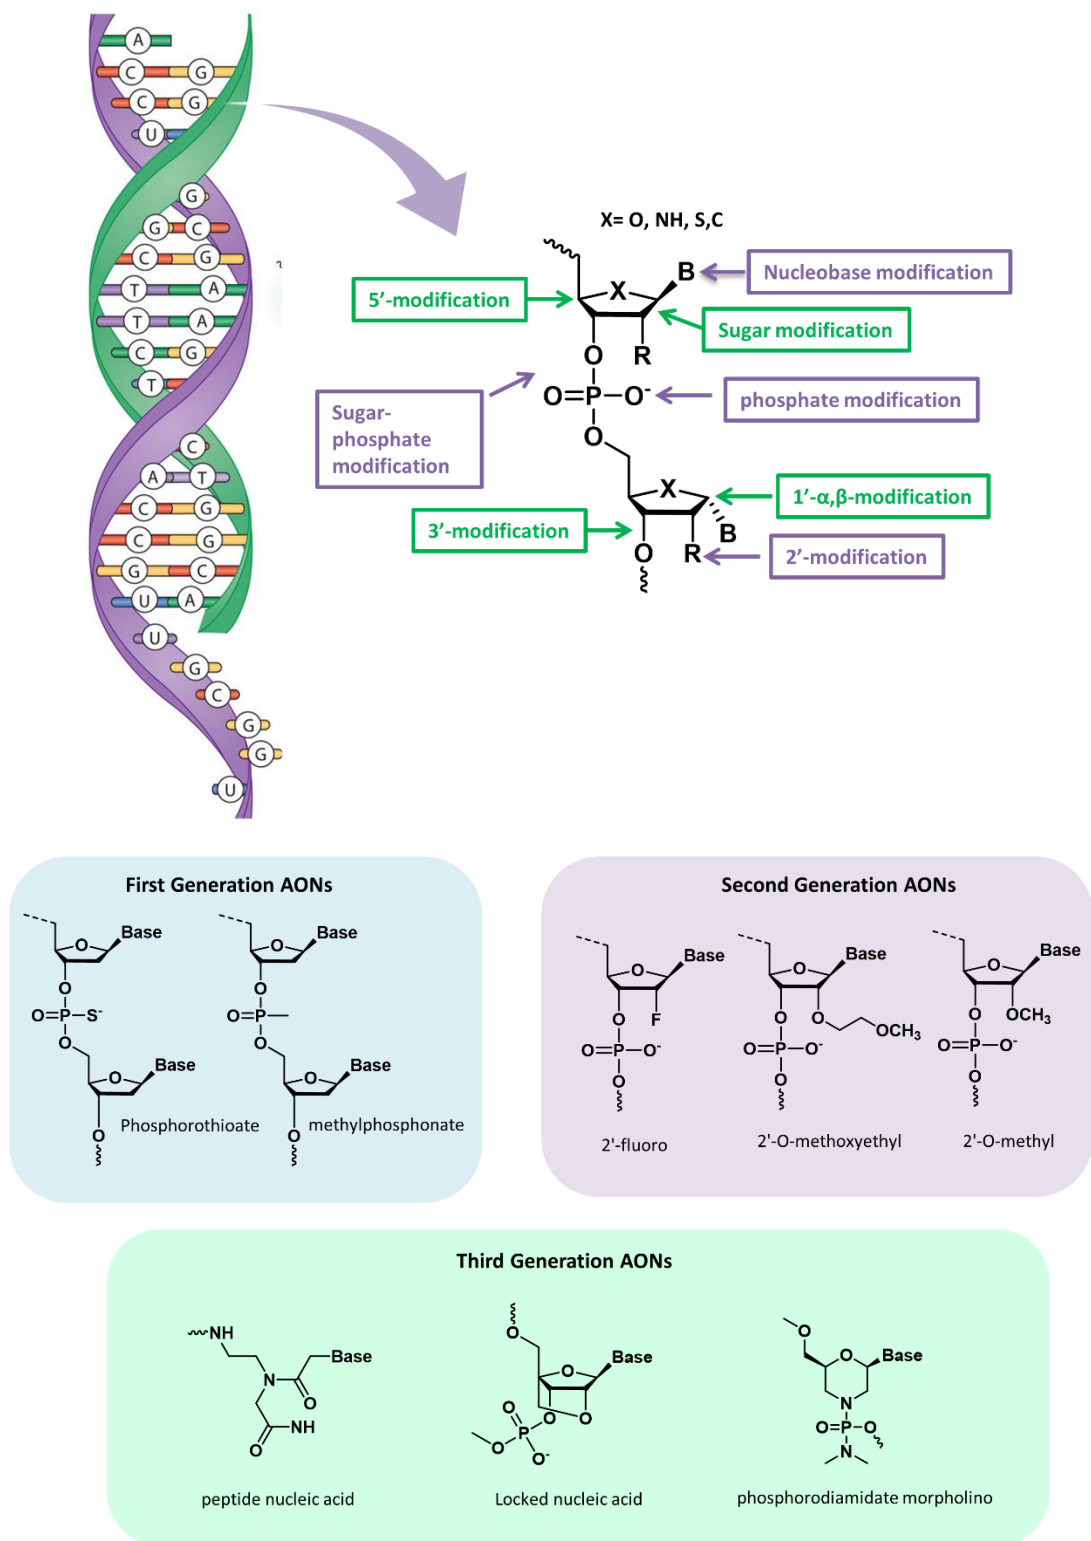 A
C G
C G
U
G
G C
C G
T A
T A
C G
T
C
A T
C G
C G
G C
U A
U
G
C
G
G
U
X= O, NH, S,C
B
Nucleobase modification
5’-modification
X
Sugar modification
O
R
Sugar-
phosphate
modification
O=P–O-
phosphate modification
O
X
1’-α,β-modification
3’-modification
B
O
R
2’-modification
First Generation AONs
Base
O
O
O=P–S-
O
Base
O
O
Phosphorothioate
Base
O
O
O=P
O
Base
O
O
methylphosphonate
Second Generation AONs
Base
O
O
F
O=P–O-
O
2'-fluoro
Base
O
O
O
OCH3
O=P–O-
O
2'-O-methoxyethyl
Base
O
O
OCH3
O=P–O-
O
2'-O-methyl
Third Generation AONs
NH
Base
N
O
NH
O
peptide nucleic acid
O
Base
O
O
O
O
P
O
O-
Locked nucleic acid
O
O
Base
N
O=P–O
N
phosphorodiamidate morpholino